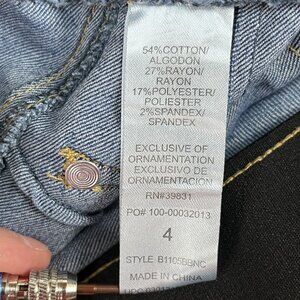 54%COTTON/
ALGODON
27%RAYON/
RAYON
17%POLYESTER/
POLIESTER
2%SPANDEX/
SPANDEX
EXCLUSIVE OF
ORNAMENTATION
EXCLUSIVO DE
ORNAMENTACION
RN#39831
PO# 100-00032013
4
STYLE B1105BBNC
MADE IN CHINA